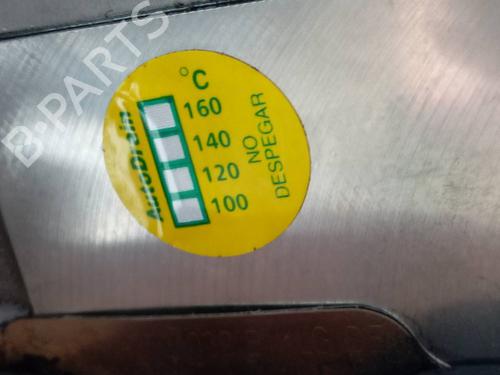 B-PARTS
°C
160
140
120
100
AutoDrain
NO
DESPEGAR